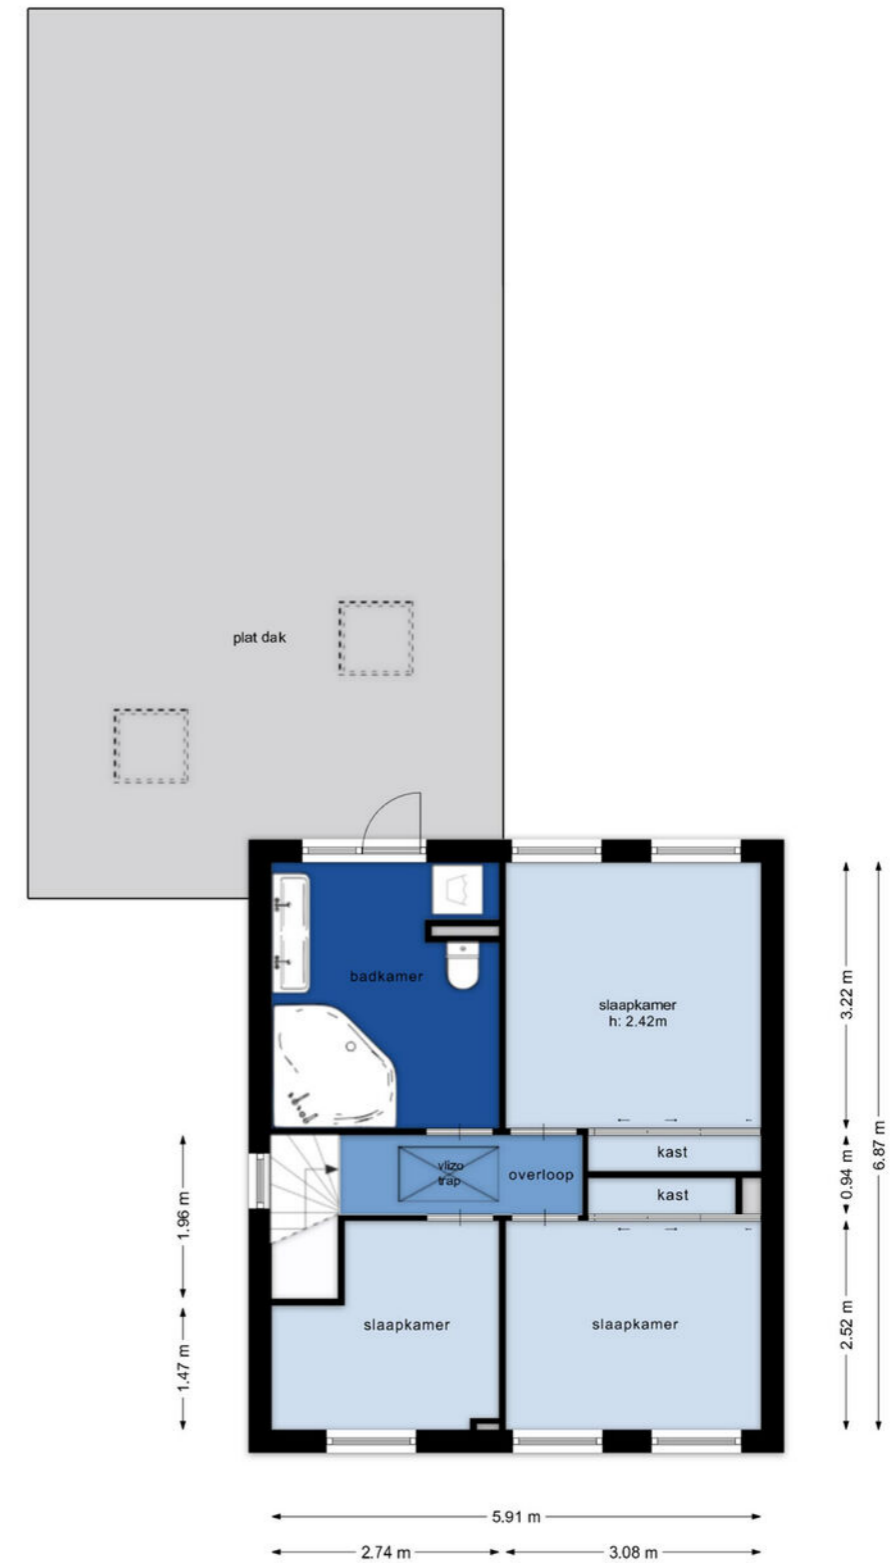 plat dak
badkamer
slaapkamer
h: 2.42m
3.22 m
6.87 m
kast
0.94 m
vlizo
trap
overloop
kast
1.96 m
slaapkamer
slaapkamer
2.52 m
1.47 m
5.91 m
2.74 m
3.08 m